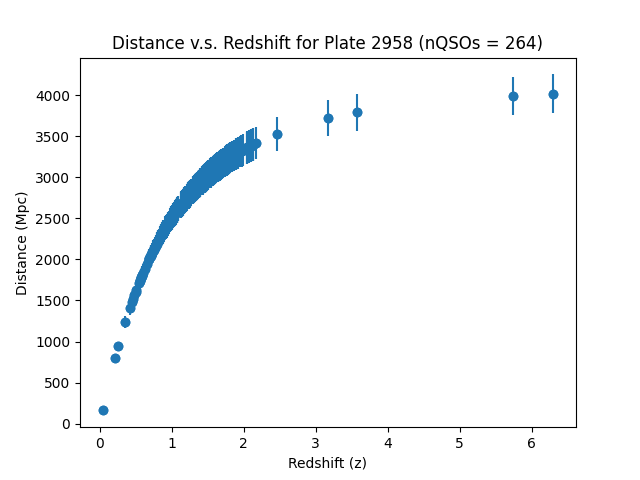 Distance v.s. Redshift for Plate 2958 (nQSOs = 264)
4000
3500
3000
2500
2000
1500
1000
500
0
Distance (Mpc)
0 1 2 3 4 5 6
Redshift (z)